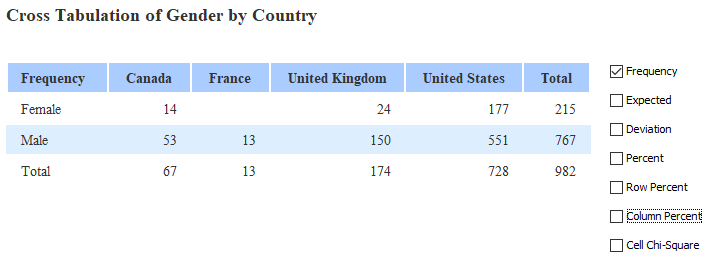 Cross Tabulation of Gender by Country
Frequency Canada France United Kingdom United States Total
Female 14 24 177 215
Male 53 13 150 551 767
Total 67 13 174 728 982
Frequency
Expected
Deviation
Percent
Row Percent
Column Percent
Cell Chi-Square